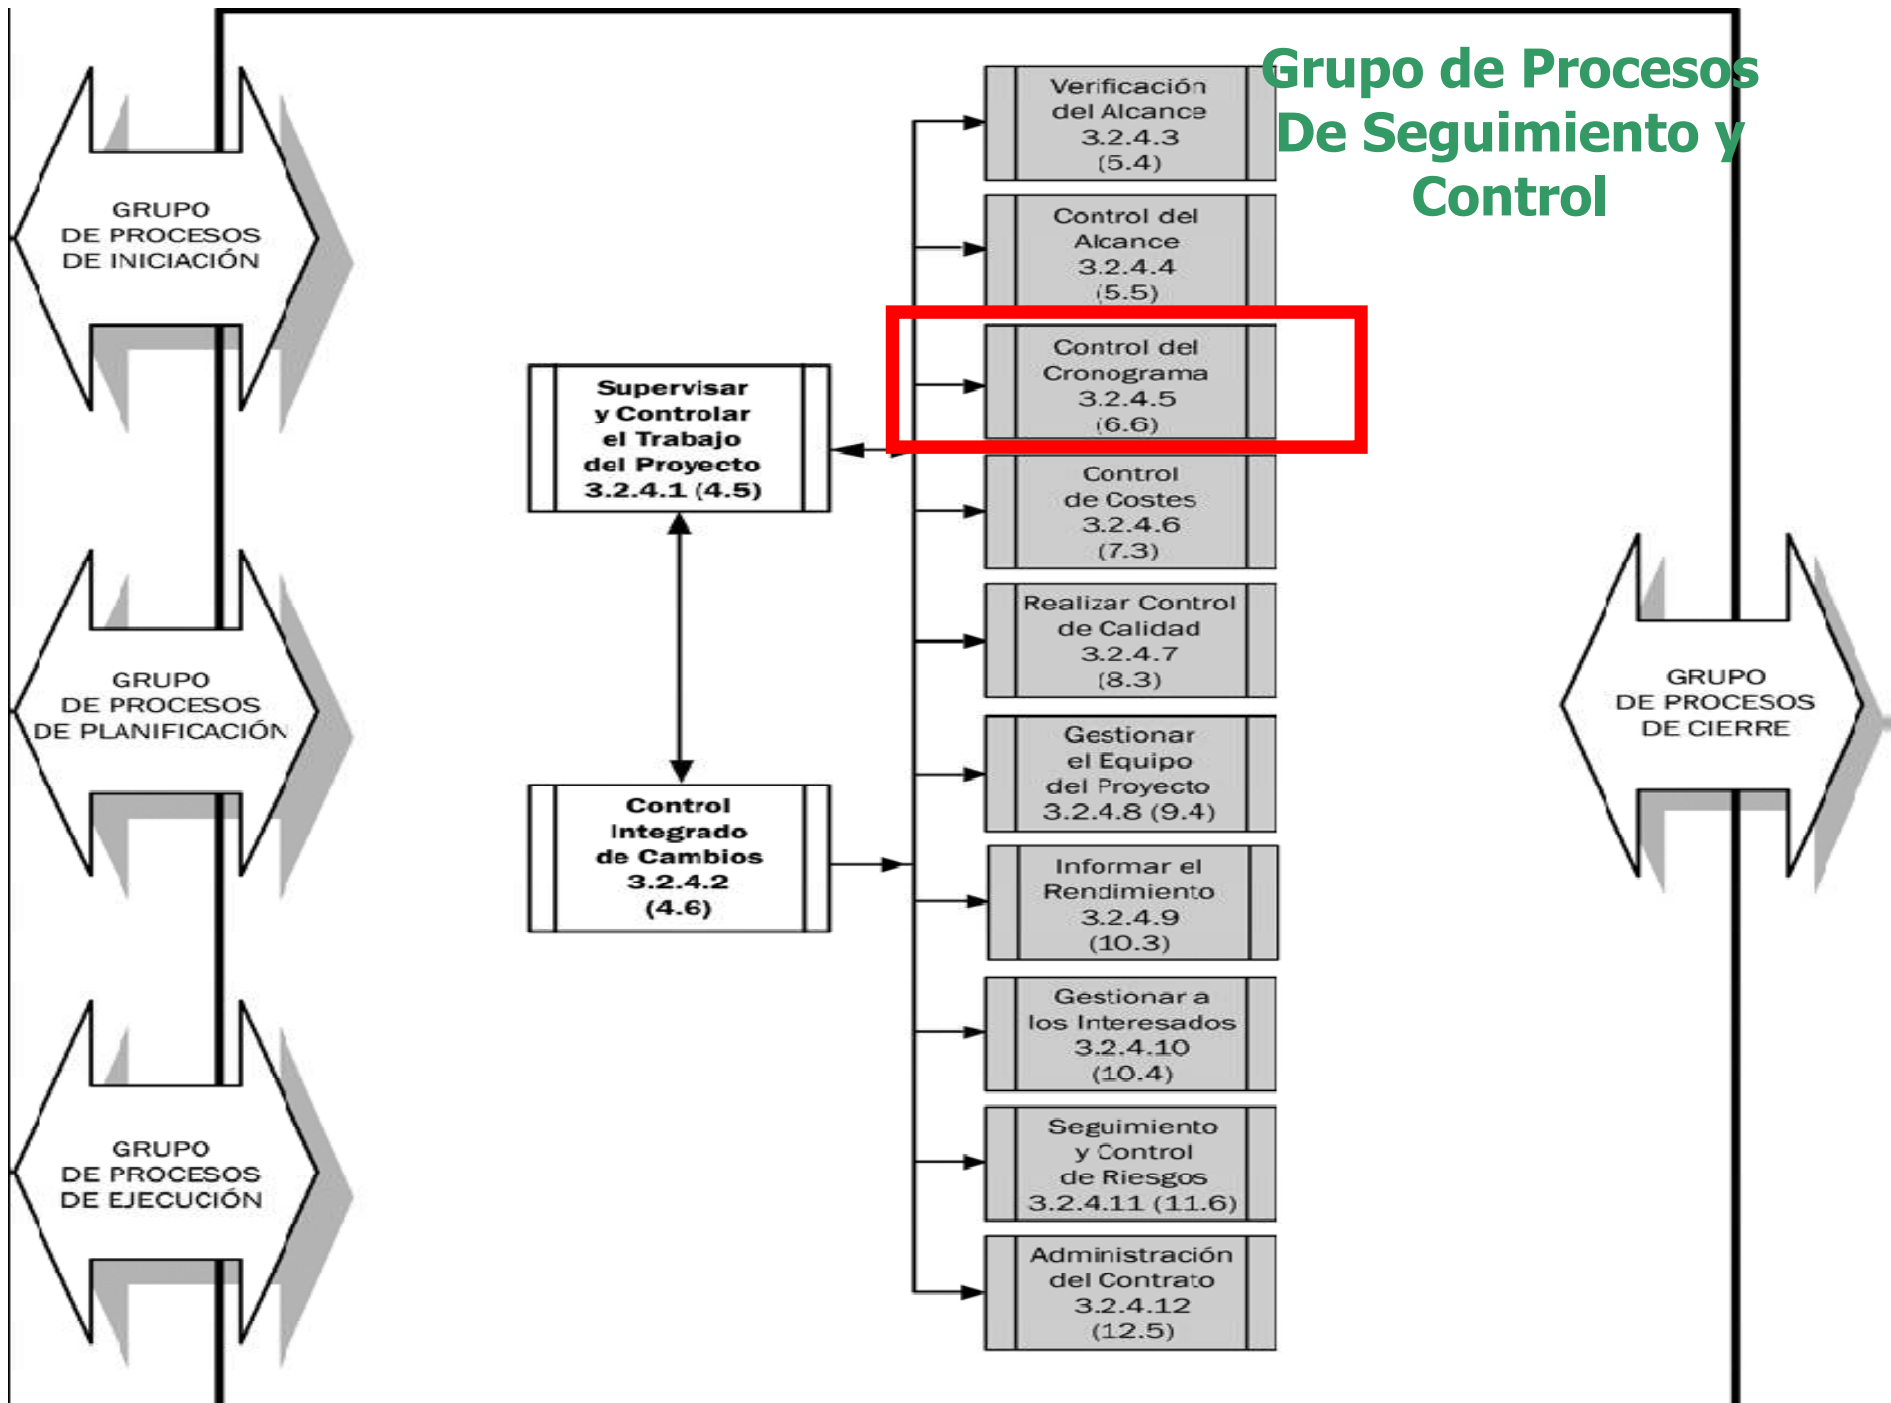 Grupo de Procesos
De Seguimiento y
Control
GRUPO
DE PROCESOS
DE INICIACIÓN
GRUPO
DE PROCESOS
DE PLANIFICACIÓN
GRUPO
DE PROCESOS
DE EJECUCIÓN
Supervisar
y Controlar
el Trabajo
del Proyecto
3.2.4.1 (4.5)
Control
Integrado
de Cambios
3.2.4.2
(4.6)
Verificación
del Alcance
3.2.4.3
(5.4)
Control del
Alcance
3.2.4.4
(5.5)
Control del
Cronograma
3.2.4.5
(6.6)
Control
de Costes
3.2.4.6
(7.3)
Realizar Control
de Calidad
3.2.4.7
(8.3)
Gestionar
el Equipo
del Proyecto
3.2.4.8 (9.4)
Informar el
Rendimiento
3.2.4.9
(10.3)
Gestionar a
los Interesados
3.2.4.10
(10.4)
Seguimiento
y Control
de Riesgos
3.2.4.11 (11.6)
Administración
del Contrato
3.2.4.12
(12.5)
GRUPO
DE PROCESOS
DE CIERRE